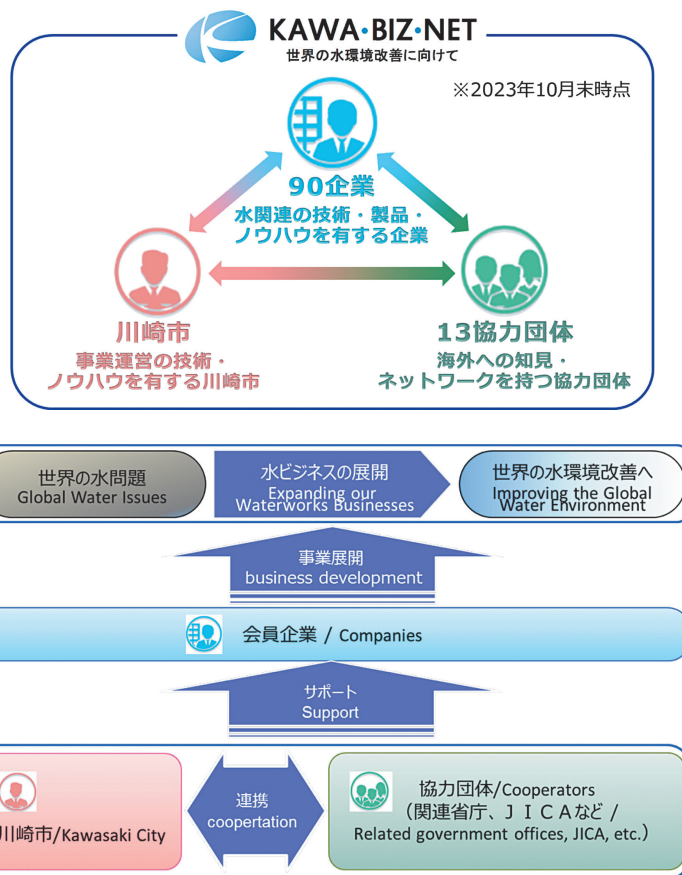 KAWA・BIZ・NET
世界の水環境改善に向けて
※2023年10月末時点
90企業
水関連の技術・製品・
ノウハウを有する企業
川崎市
事業運営の技術・
ノウハウを有する川崎市
13協力団体
海外への知見・
ネットワークを持つ協力団体
世界の水問題
Global Water Issues
水ビジネスの展開
Expanding our
Waterworks Businesses
世界の水環境改善へ
Improving the Global
Water Environment
事業展開
business development
会員企業 / Companies
サポート
Support
川崎市/Kawasaki City
連携
coopertation
協力団体/Cooperators
（関連省庁、ＪＩＣＡなど /
Related government offices, JICA, etc.）